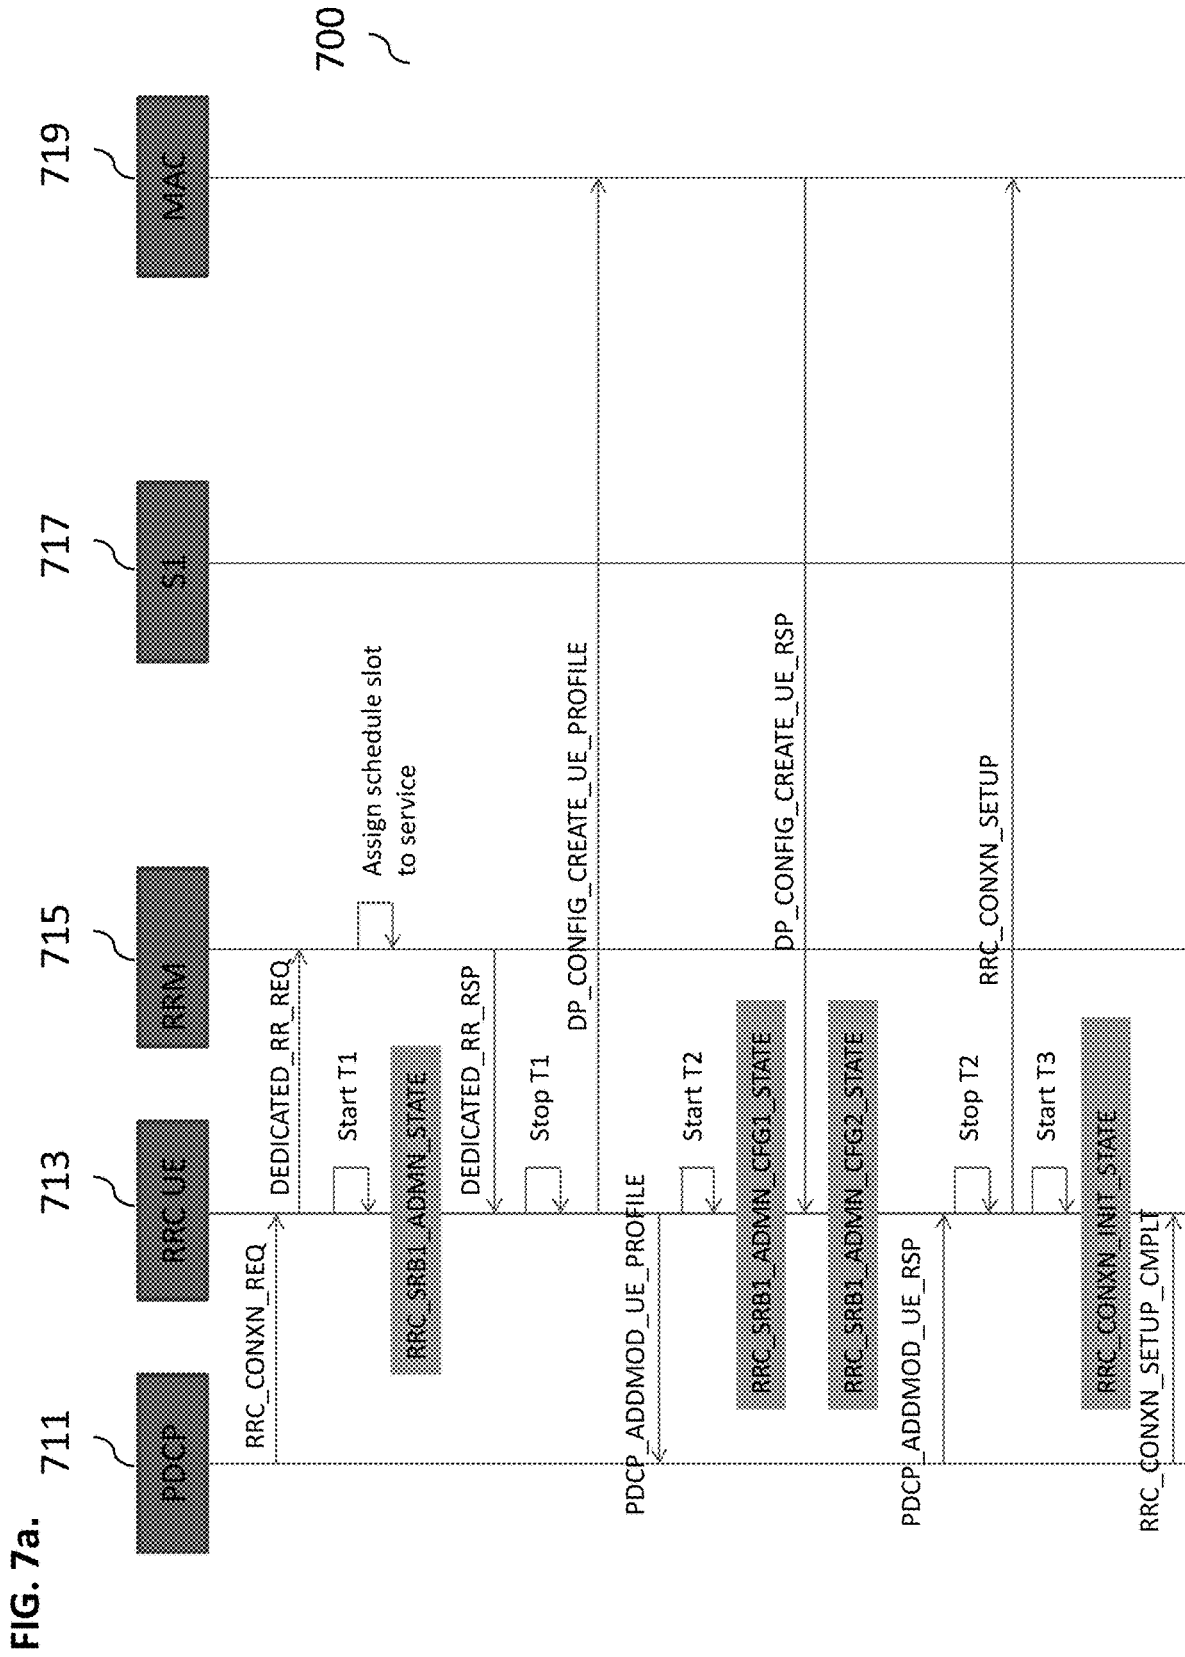 FIG. 7a.
700
711
713
715
717
719
PDCP
RRC UE
RRM
S1
MAC
RRC_CONXN_REQ
DEDICATED_RR_REQ
Start T1
Assign schedule slot
to service
RRC_SRB1_ADMN_STATE
DEDICATED_RR_RSP
Stop T1
DP_CONFIG_CREATE_UE_PROFILE
PDCP_ADDMOD_UE_PROFILE
Start T2
RRC_SRB1_ADMN_CFG1_STATE
DP_CONFIG_CREATE_UE_RSP
RRC_SRB1_ADMN_CFG2_STATE
PDCP_ADDMOD_UE_RSP
Stop T2
RRC_CONXN_SETUP
Start T3
RRC_CONXN_INIT_STATE
RRC_CONXN_SETUP_CMPLT